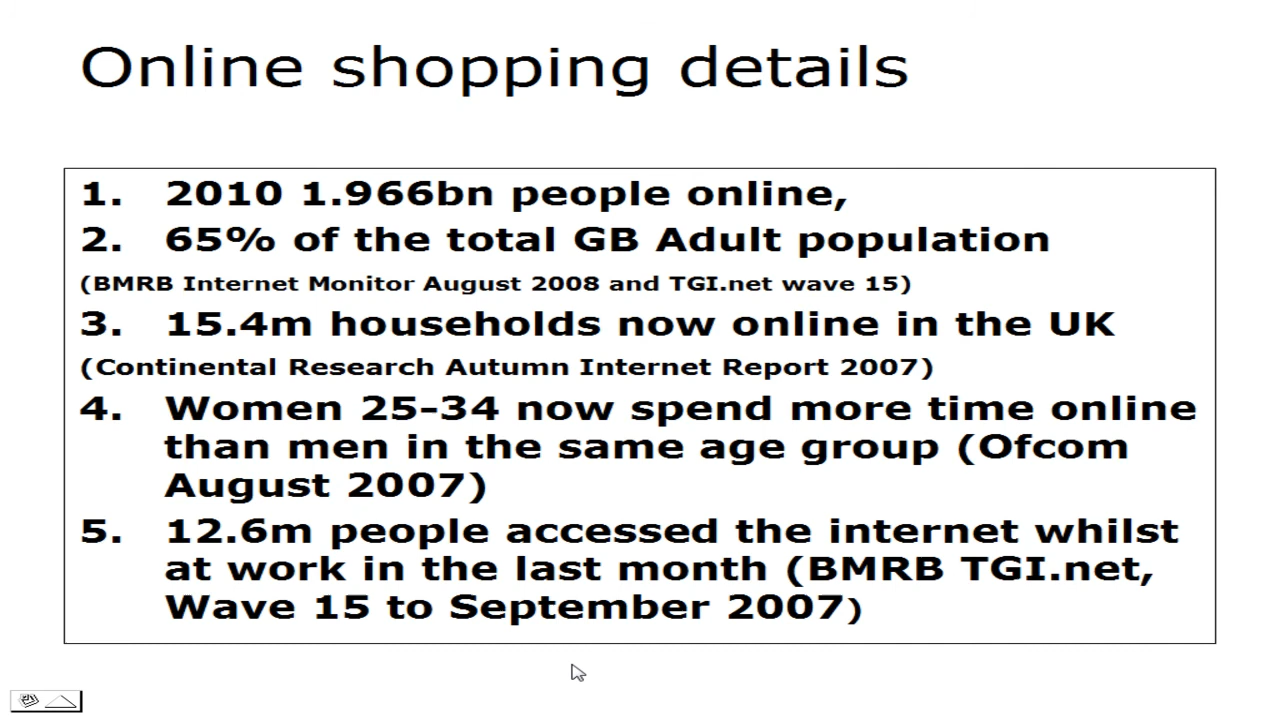 Online shopping details
1. 2010 1.966bn people online,
2. 65% of the total GB Adult population
(BMRB Internet Monitor August 2008 and TGI.net wave 15)
3. 15.4m households now online in the UK
(Continental Research Autumn Internet Report 2007)
4. Women 25-34 now spend more time online
than men in the same age group (Ofcom
August 2007)
5. 12.6m people accessed the internet whilst
at work in the last month (BMRB TGI.net,
Wave 15 to September 2007)